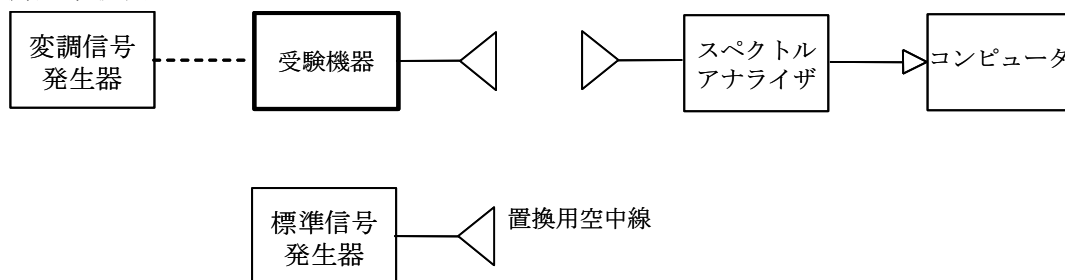 変調信号
発生器
受験機器
スペクトル
アナライザ
コンピュータ
標準信号
発生器
置換用空中線